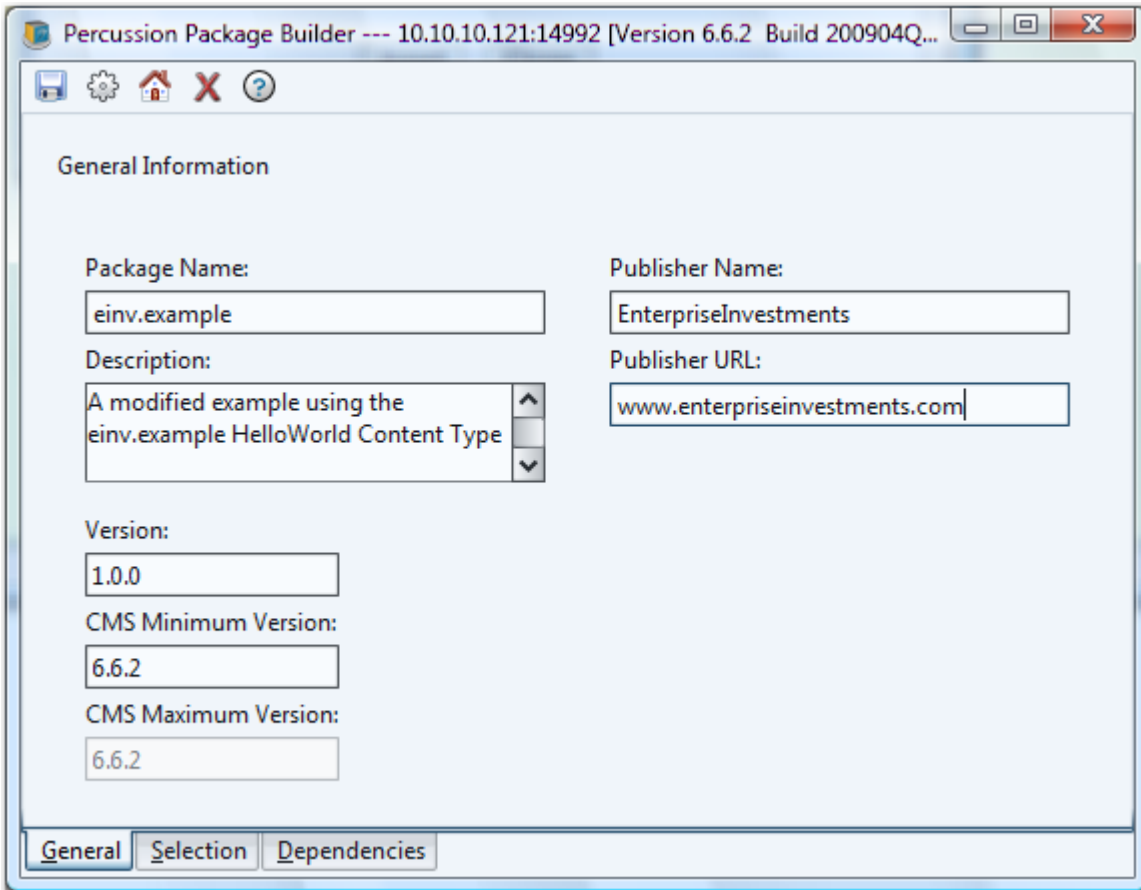 Percussion Package Builder --- 10.10.10.121:14992 [Version 6.6.2 Build 200904Q...
General Information
Package Name:
einv.example
Description:
A modified example using the
einv.example HelloWorld Content Type
Publisher Name:
EnterpriseInvestments
Publisher URL:
www.enterpriseinvestments.com
Version:
1.0.0
CMS Minimum Version:
6.6.2
CMS Maximum Version:
6.6.2
General Selection Dependencies